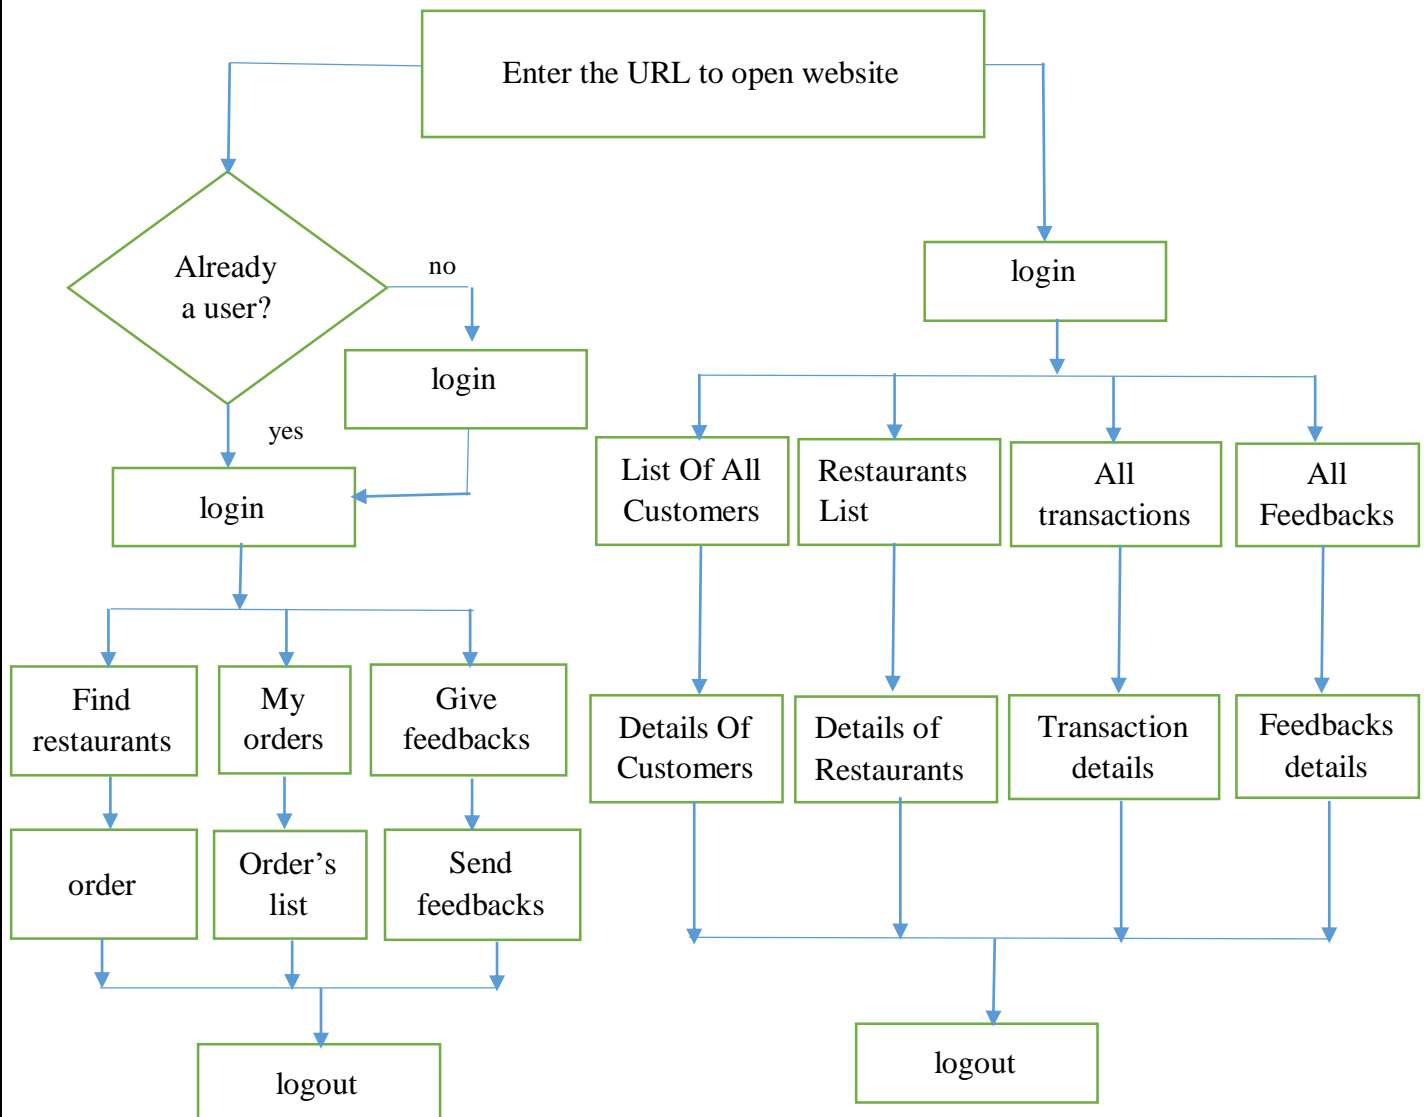 Enter the URL to open website
Already
a user?
no
login
yes
login
Find
restaurants
My
orders
Give
feedbacks
order
Order’s
list
Send
feedbacks
logout
login
List Of All
Customers
Restaurants
List
All
transactions
All
Feedbacks
Details Of
Customers
Details of
Restaurants
Transaction
details
Feedbacks
details
logout